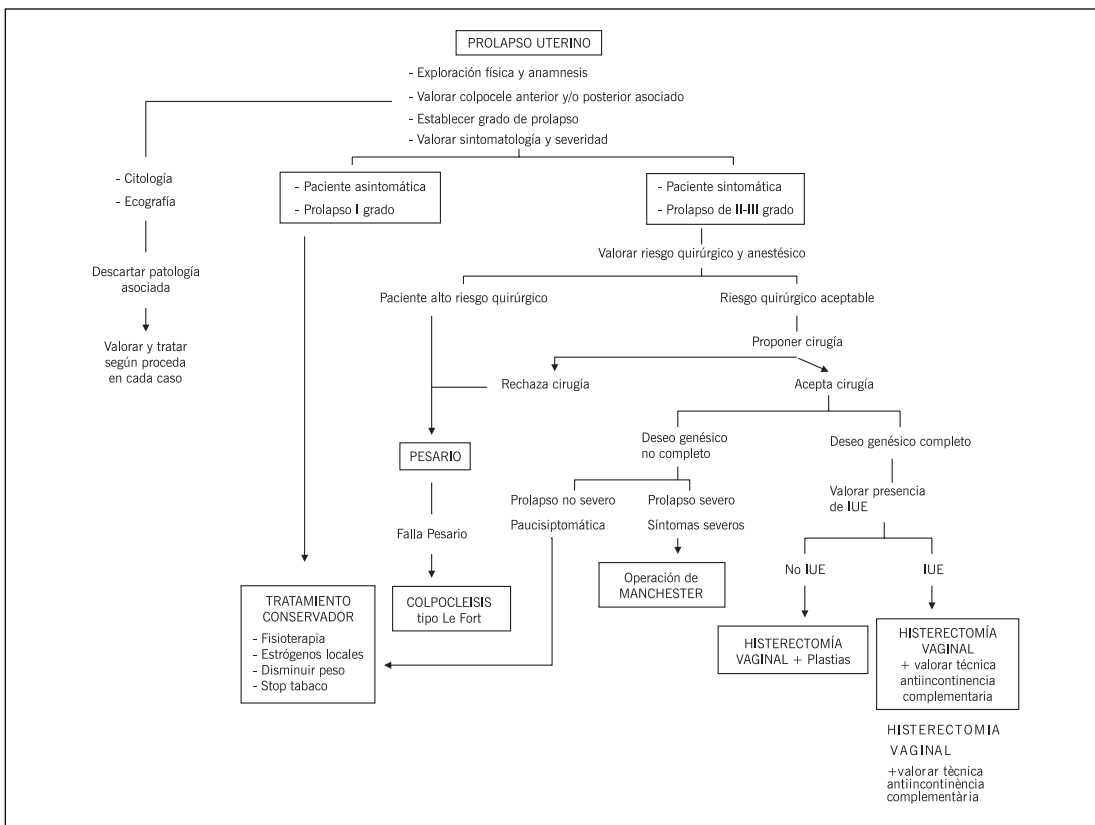 PROLAPSO UTERINO
- Exploración física y anamnesis
- Valorar colpocele anterior y/o posterior asociado
- Establecer grado de prolapso
- Valorar sintomatología y severidad
- Citología
- Ecografía
Descartar patología
asociada
Valorar y tratar
según proceda
en cada caso
- Paciente asintomática
- Prolapso I grado
- Paciente sintomática
- Prolapso de II-III grado
Valorar riesgo quirúrgico y anestésico
Paciente alto riesgo quirúrgico
Riesgo quirúrgico aceptable
Proponer cirugía
Rechaza cirugía
Acepta cirugía
PESARIO
Falla Pesario
COLPOCLEISIS
tipo Le Fort
Deseo genésico
no completo
Deseo genésico completo
Prolapso no severo
Paucisiptomática
Prolapso severo
Síntomas severos
Valorar presencia
de IUE
Operación de
MANCHESTER
No IUE
IUE
TRATAMIENTO
CONSERVADOR
- Fisioterapia
- Estrógenos locales
- Disminuir peso
- Stop tabaco
HISTERECTOMÍA
VAGINAL + Plastias
HISTERECTOMÍA
VAGINAL
+ valorar técnica
antiincontinencia
complementaria
HISTERECTOMIA
VAGINAL
+valorar tècnica
antiincontinència
complementària